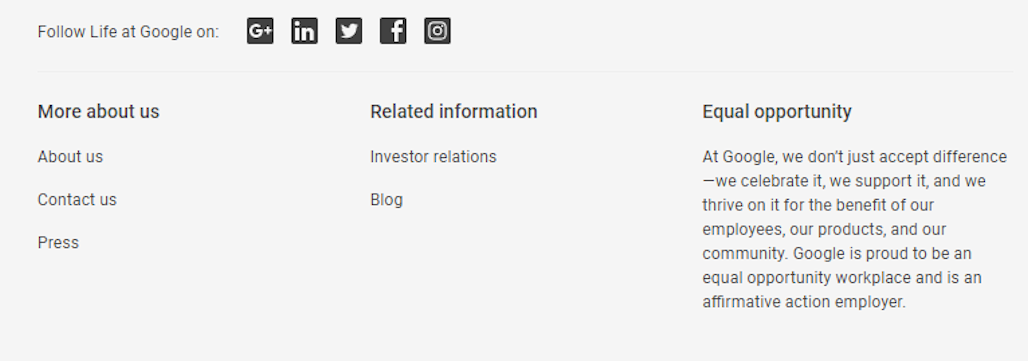 Follow Life at Google on: G+ in f
More about us
About us
Contact us
Press
Related information
Investor relations
Blog
Equal opportunity
At Google, we don't just accept difference
—we celebrate it, we support it, and we
thrive on it for the benefit of our
employees, our products, and our
community. Google is proud to be an
equal opportunity workplace and is an
affirmative action employer.